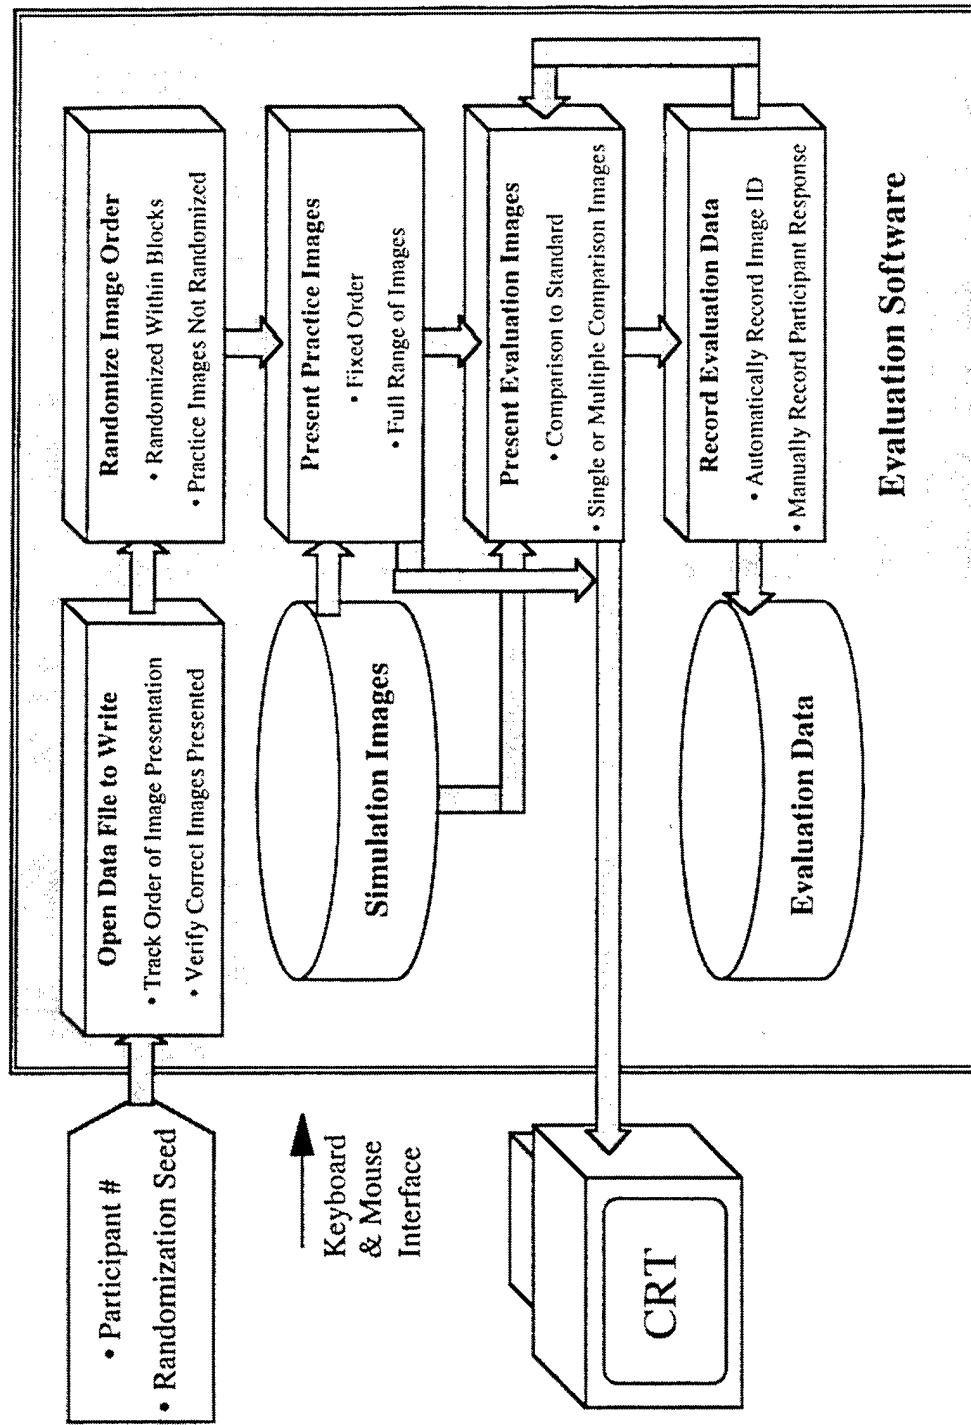 • Participant #
• Randomization Seed
Keyboard
& Mouse
Interface
CRT
Open Data File to Write
• Track Order of Image Presentation
• Verify Correct Images Presented
Randomize Image Order
• Randomized Within Blocks
• Practice Images Not Randomized
Simulation Images
Present Practice Images
• Fixed Order
• Full Range of Images
Present Evaluation Images
• Comparison to Standard
• Single or Multiple Comparison Images
Evaluation Data
Record Evaluation Data
• Automatically Record Image ID
• Manually Record Participant Response
Evaluation Software